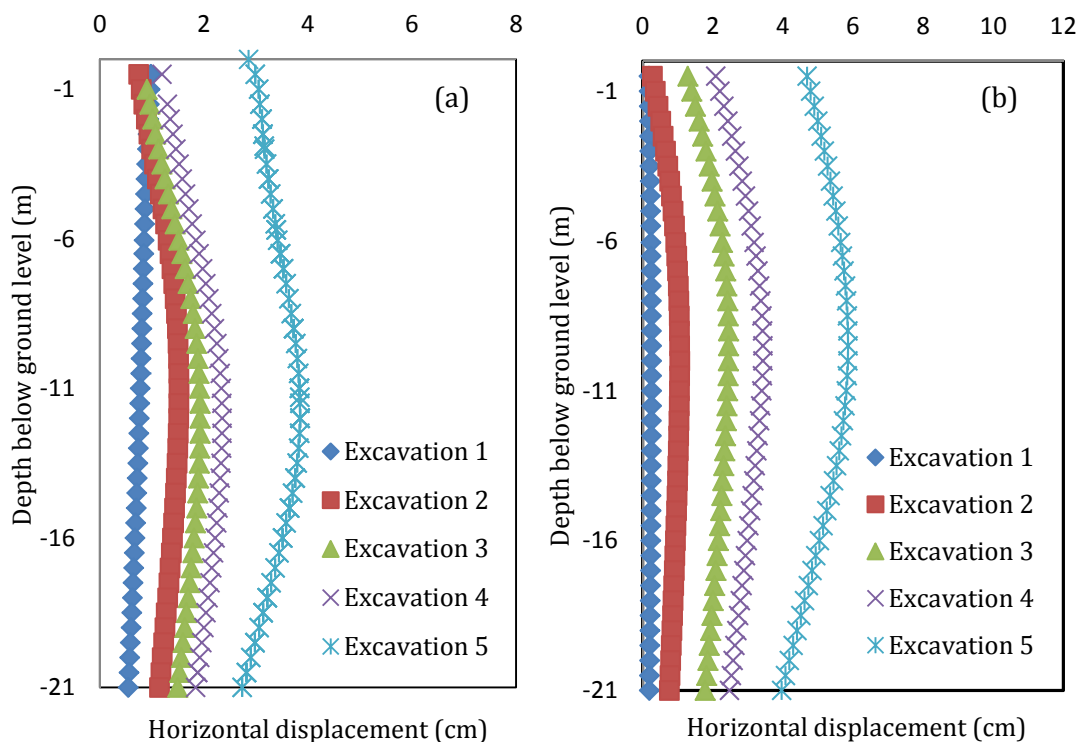 0 2 4 6 8
(a)
-1
-6
-11
-16
-21
Depth below ground level (m)
Excavation 1
Excavation 2
Excavation 3
Excavation 4
Excavation 5
Horizontal displacement (cm)
0 2 4 6 8 10 12
(b)
-1
-6
-11
-16
-21
Depth below ground level (m)
Excavation 1
Excavation 2
Excavation 3
Excavation 4
Excavation 5
Horizontal displacement (cm)